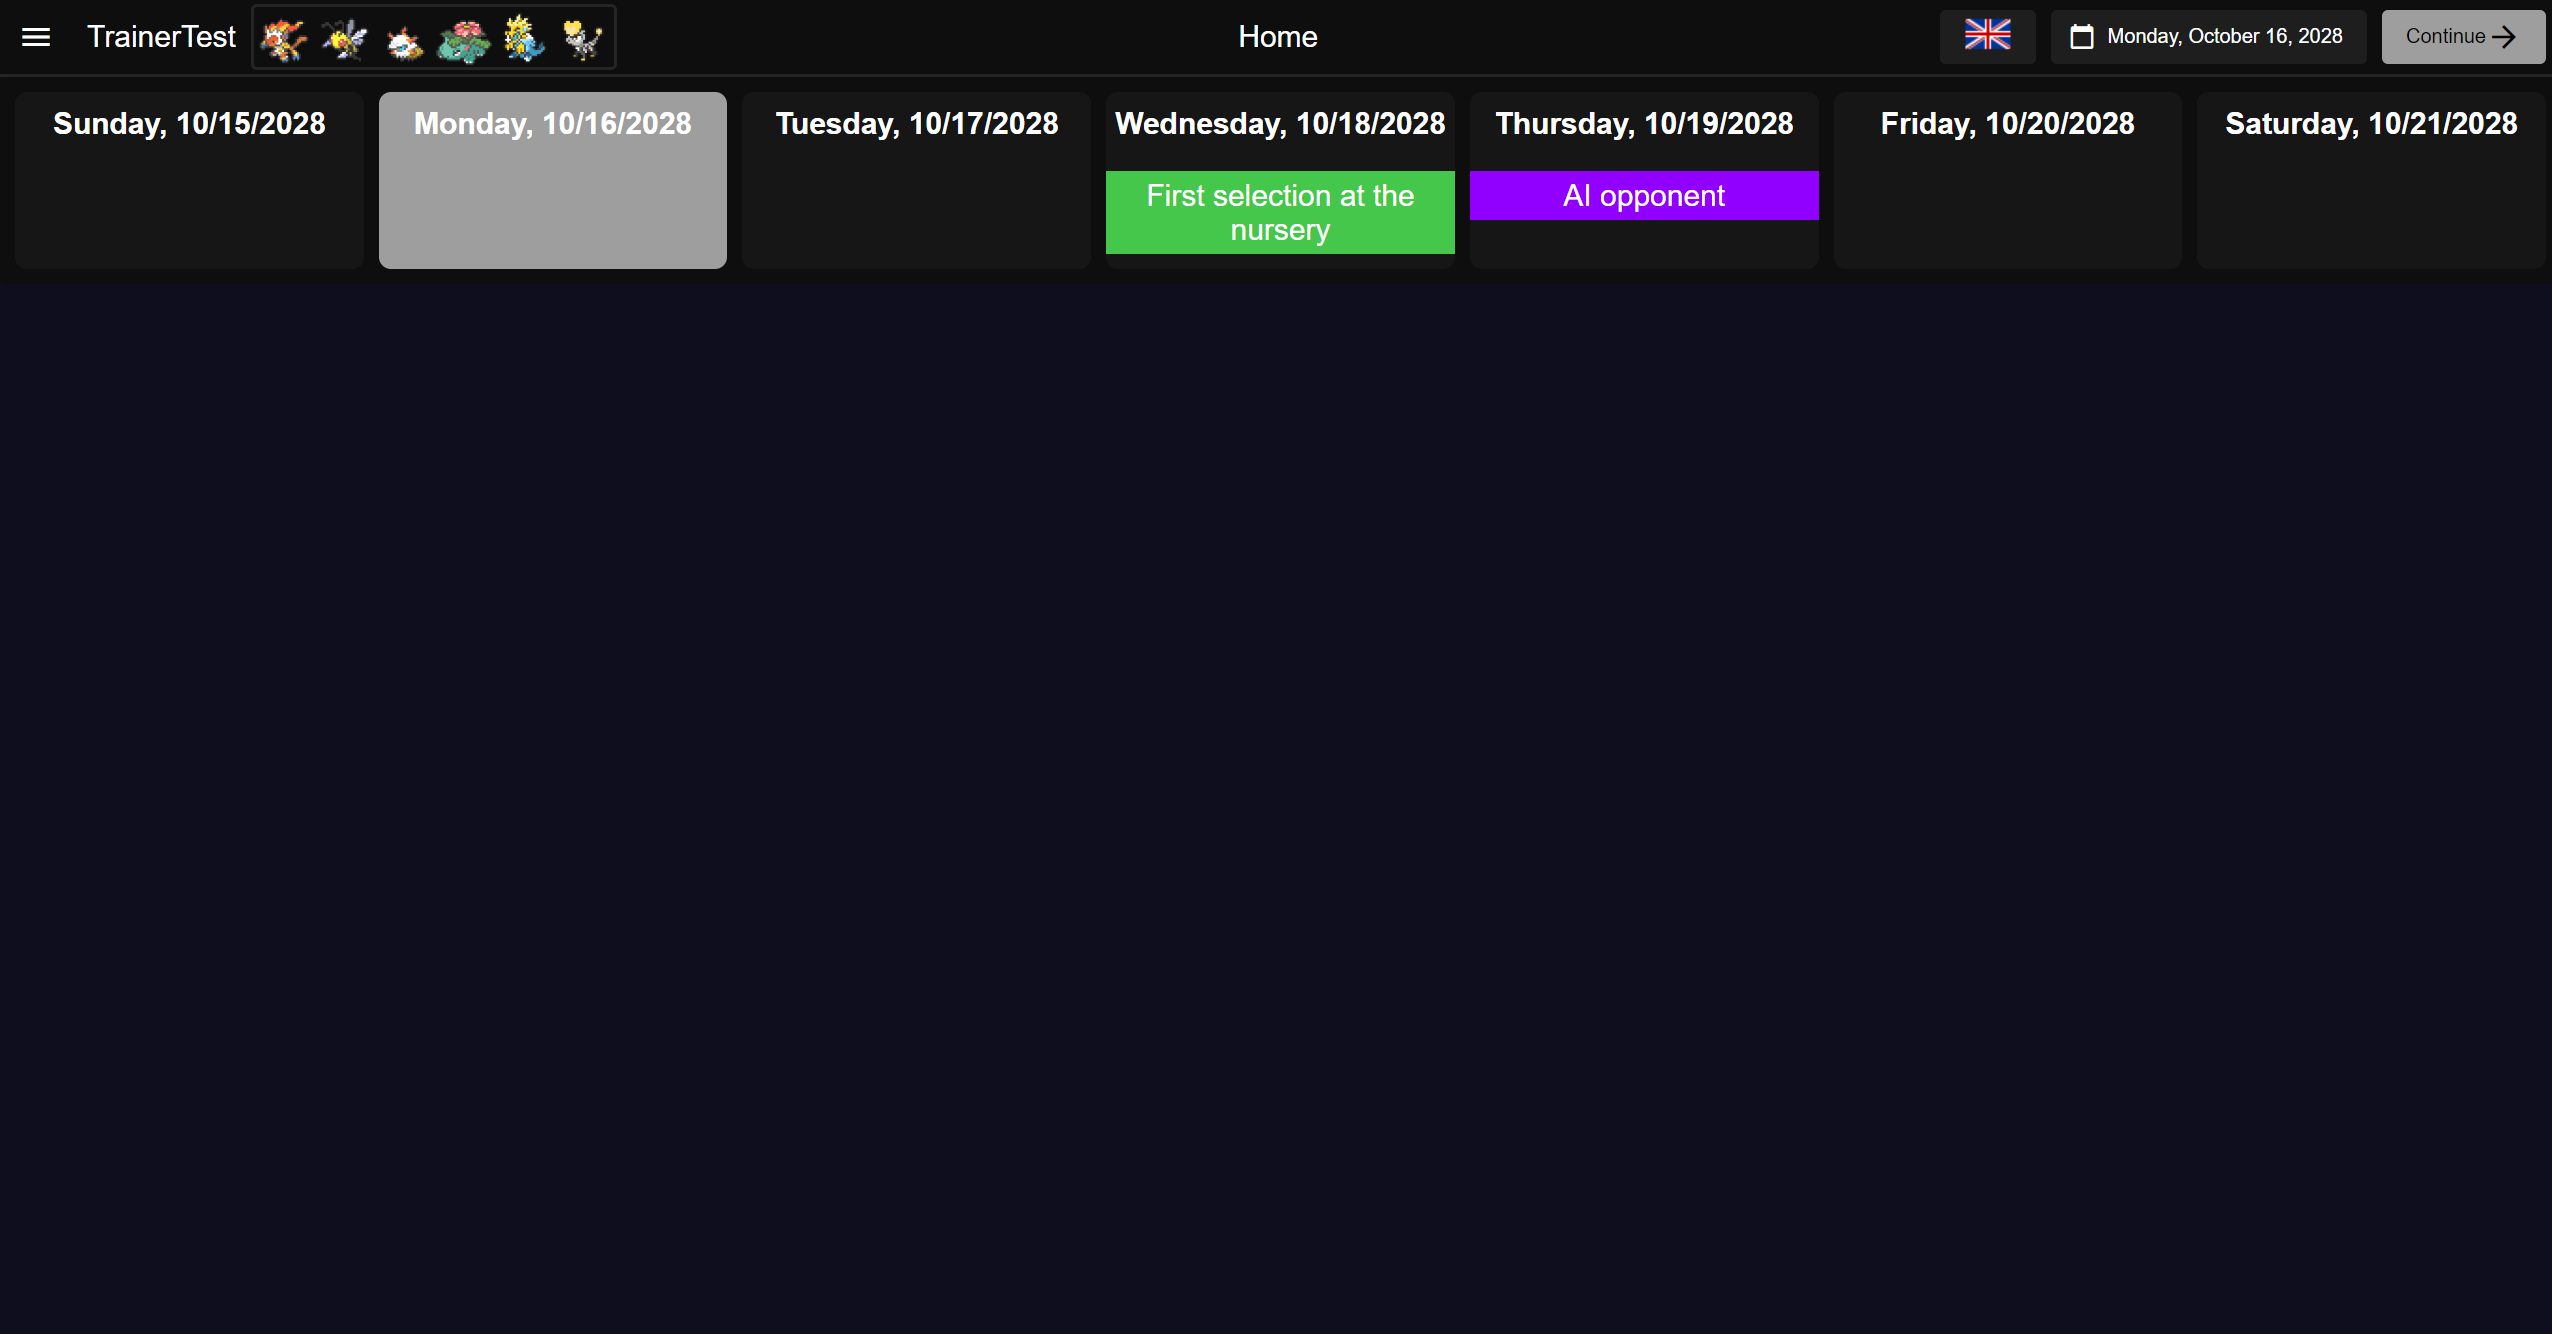 TrainerTest
Home
Monday, October 16, 2028
Continue
Sunday, 10/15/2028
Monday, 10/16/2028
Tuesday, 10/17/2028
Wednesday, 10/18/2028
First selection at the
nursery
Thursday, 10/19/2028
AI opponent
Friday, 10/20/2028
Saturday, 10/21/2028